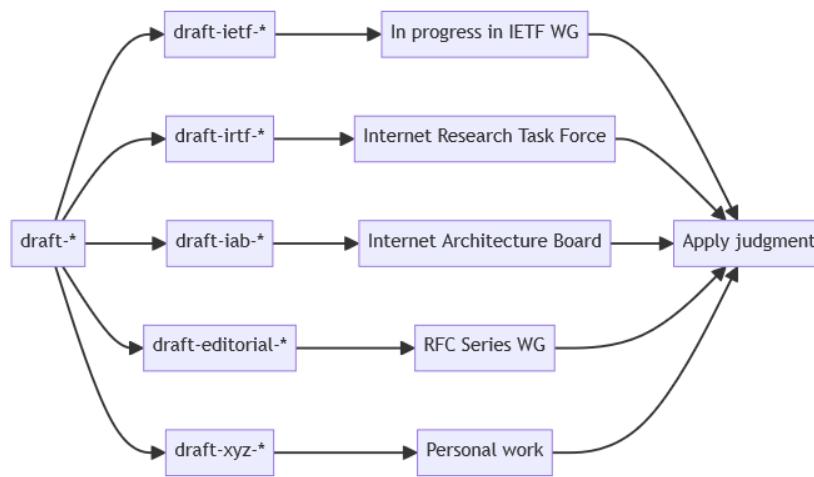 draft-ietf-*
In progress in IETF WG
draft-irtf-*
Internet Research Task Force
draft-*
draft-iab-*
Internet Architecture Board
Apply judgment
draft-editorial-*
RFC Series WG
draft-xyz-*
Personal work